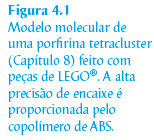 Figura 4.1
Modelo molecular de
uma porfirina tetracluster
(Capítulo 8) feito com
peças de LEGO®. A alta
precisão de encaixe é
proporcionada pelo
copolímero de ABS.